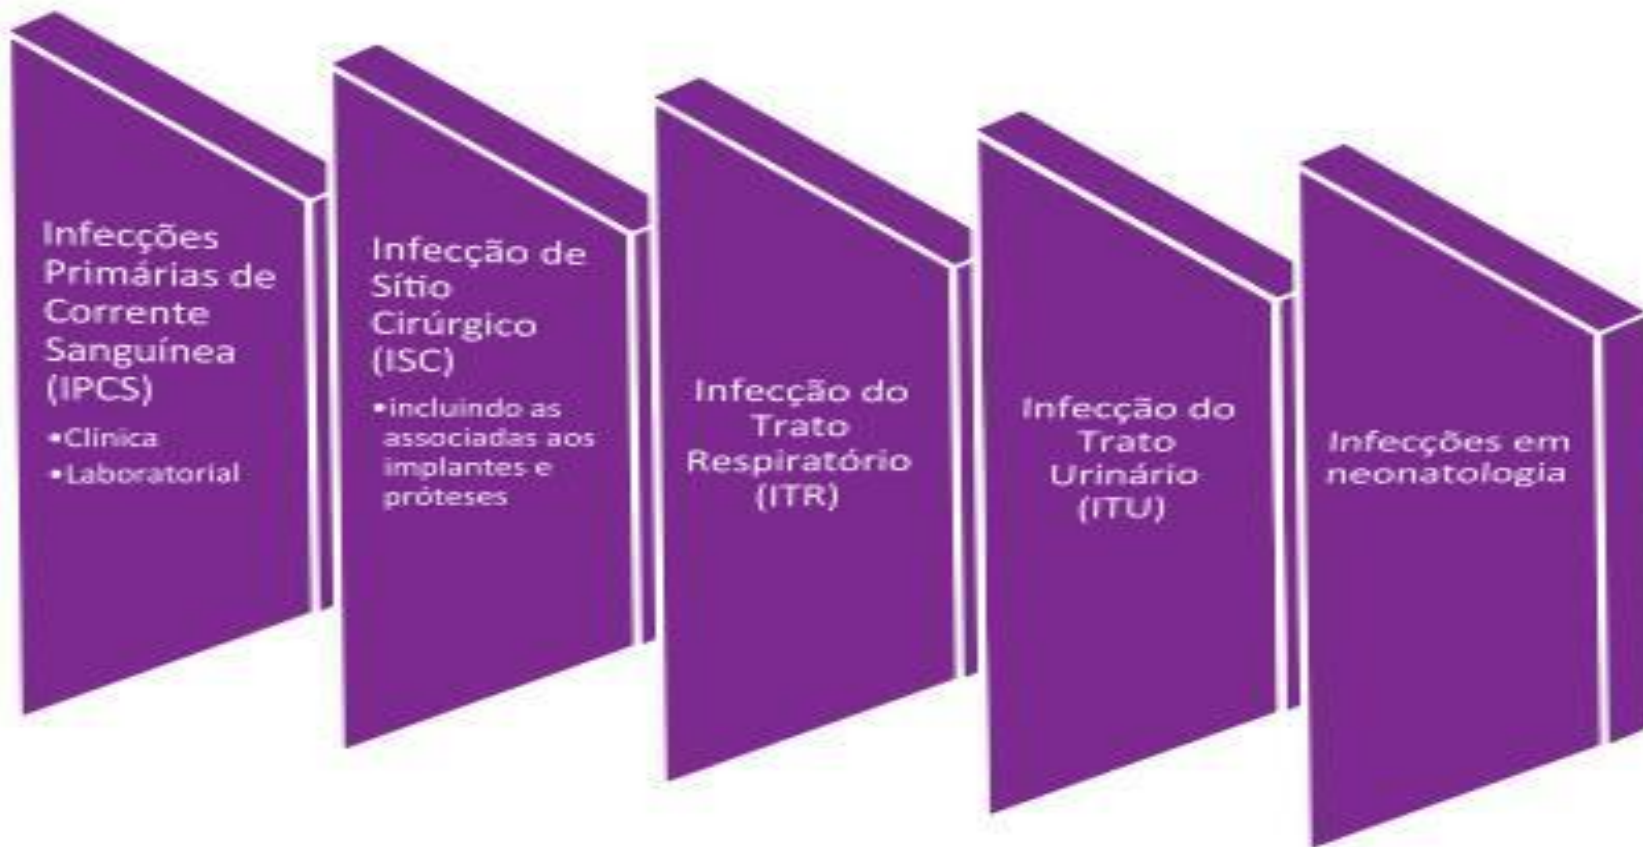 Infecções
Primárias de
Corrente
Sanguínea
(IPCS)
•Clínica
•Laboratorial
Infecção de
Sítio
Cirúrgico
(ISC)
•incluindo as
associadas aos
implantes e
próteses
Infecção do
Trato
Respiratório
(ITR)
Infecção do
Trato
Urinário
(ITU)
Infecções em
neonatologia